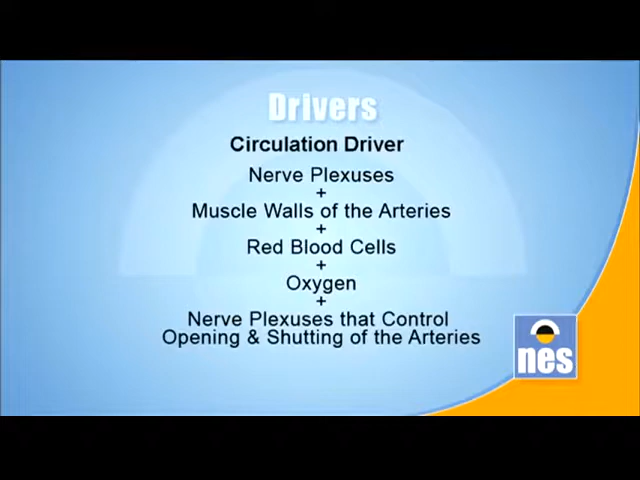 Drivers
Circulation Driver
Nerve Plexuses
+
Muscle Walls of the Arteries
+
Red Blood Cells
+
Oxygen
+
Nerve Plexuses that Control
Opening & Shutting of the Arteries
nes